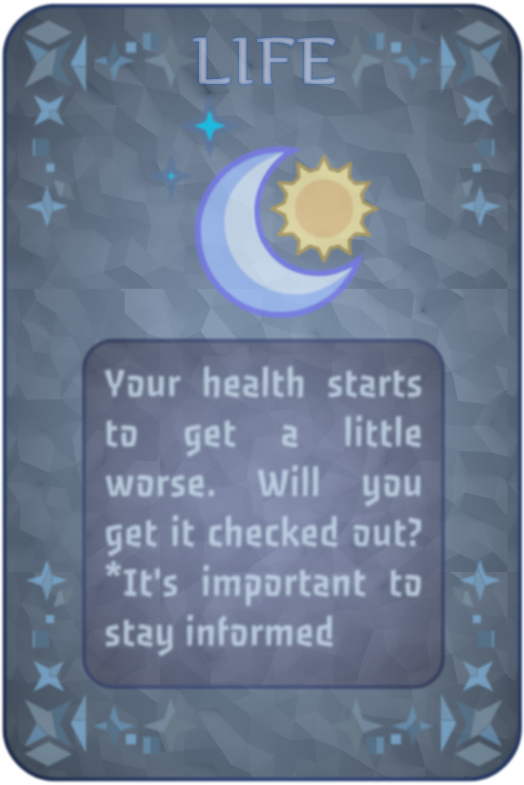 LIFE
Your health starts
to get a little
worse. Will you
get it checked out?
*It's important to
stay informed